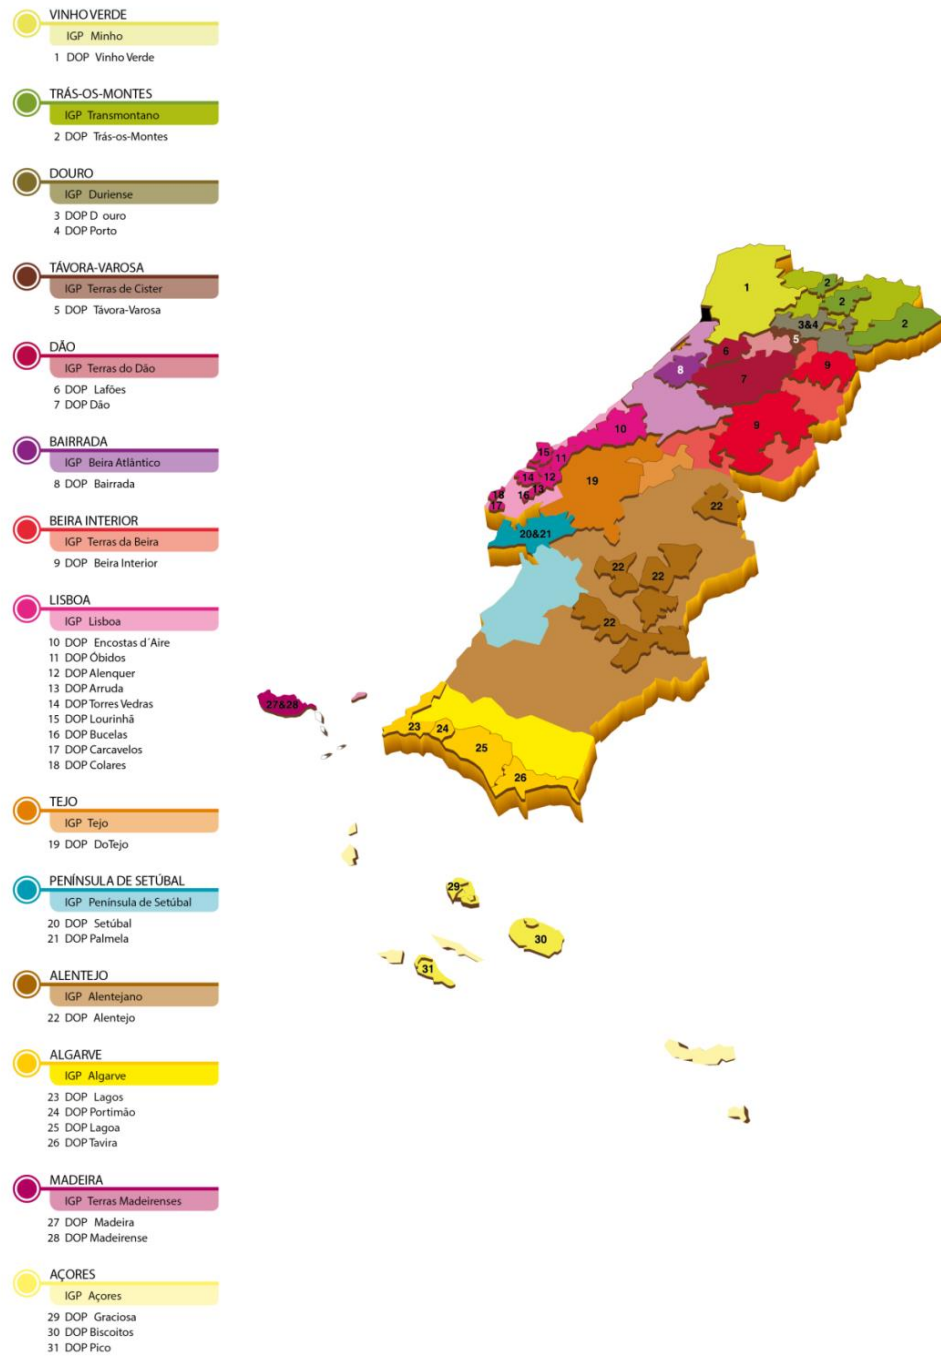 VINHO VERDE
IGP Minho
1 DOP Vinho Verde
TRÁS-OS-MONTES
IGP Transmontano
2 DOP Trás-os-Montes
DOURO
IGP Duriense
3 DOP D ouro
4 DOP Porto
TÁVORA-VAROSA
IGP Terras de Cister
5 DOP Távora-Varosa
DÃO
IGP Terras do Dão
6 DOP Lafões
7 DOP Dão
BAIRRADA
IGP Beira Atlântico
8 DOP Bairrada
BEIRA INTERIOR
IGP Terras da Beira
9 DOP Beira Interior
LISBOA
IGP Lisboa
10 DOP Encostas d´Aire
11 DOP Óbidos
12 DOP Alenquer
13 DOP Arruda
14 DOP Torres Vedras
15 DOP Lourinhã
16 DOP Bucelas
17 DOP Carcavelos
18 DOP Colares
TEJO
IGP Tejo
19 DOP DoTejo
PENÍNSULA DE SETÚBAL
IGP Península de Setúbal
20 DOP Setúbal
21 DOP Palmela
ALENTEJO
IGP Alentejano
22 DOP Alentejo
ALGARVE
IGP Algarve
23 DOP Lagos
24 DOP Portimão
25 DOP Lagoa
26 DOP Tavira
MADEIRA
IGP Terras Madeirenses
27 DOP Madeira
28 DOP Madeirense
AÇORES
IGP Açores
29 DOP Graciosa
30 DOP Biscoitos
31 DOP Pico
1
2
2
3&4
2
5
6
8
7
9
10
9
15
11
14
12
13
19
18
16
17
22
20&21
22
22
22
27&28
23
24
25
26
29
30
31